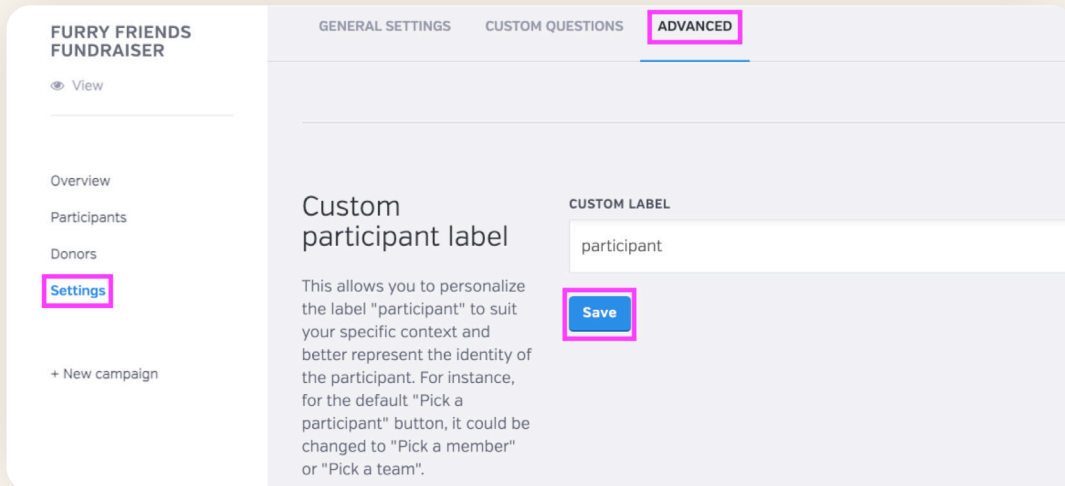 FURRY FRIENDS
FUNDRAISER
View
Overview
Participants
Donors
Settings
+ New campaign
GENERAL SETTINGS
CUSTOM QUESTIONS
ADVANCED
Custom
participant label
This allows you to personalize
the label "participant" to suit
your specific context and
better represent the identity of
the participant. For instance,
for the default "Pick a
participant" button, it could be
changed to "Pick a member"
or "Pick a team".
CUSTOM LABEL
participant
Save